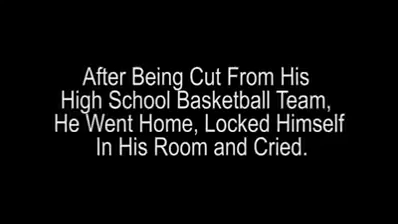 After Being Cut From His
High School Basketball Team,
He Went Home, Locked Himself
In His Room and Cried.